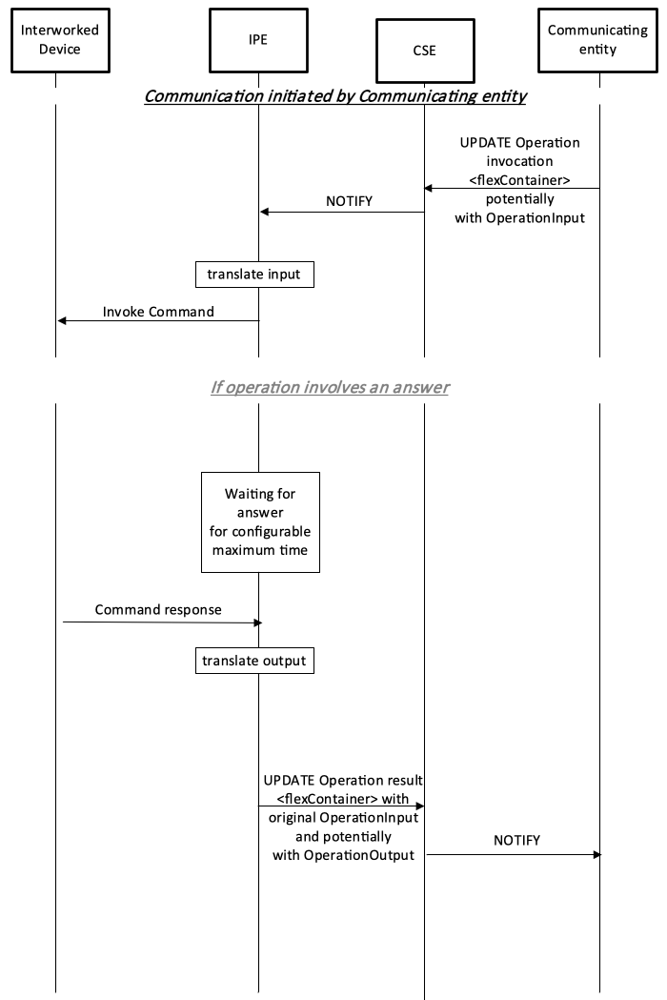 Interworked
Device
IPE
CSE
Communicating
entity
Communication initiated by Communicating entity
UPDATE Operation
invocation
<flexContainer>
potentially
with OperationInput
NOTIFY
translate input
Invoke Command
If operation involves an answer
Waiting for
answer
for configurable
maximum time
Command response
translate output
UPDATE Operation result
<flexContainer> with
original OperationInput
and potentially
with OperationOutput
NOTIFY